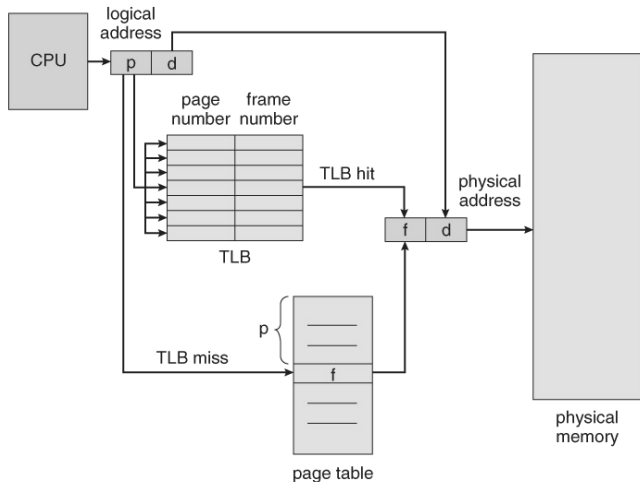 logical
address
CPU
p d
page
number
frame
number
TLB hit
TLB
physical
address
f d
p
TLB miss
f
page table
physical
memory